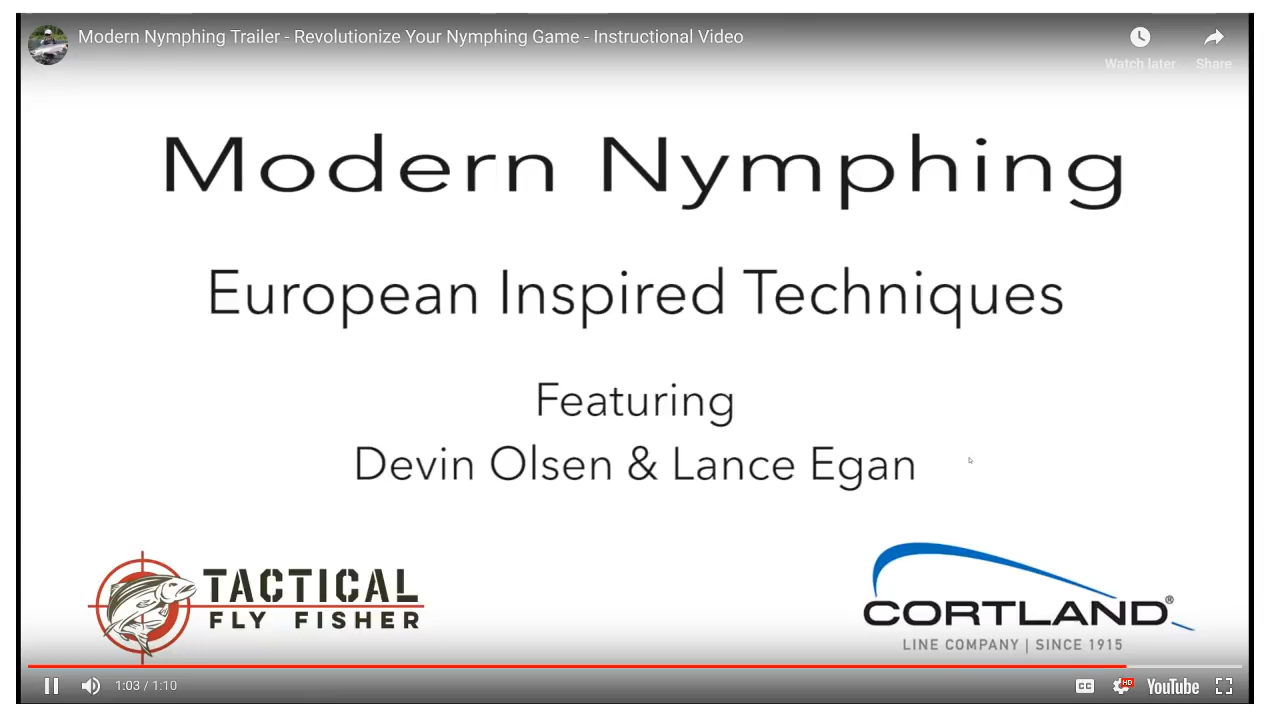 Modern Nymphing Trailer - Revolutionize Your Nymphing Game - Instructional Video
Watch later
Share
Modern Nymphing
European Inspired Techniques
Featuring
Devin Olsen & Lance Egan
TACTICAL
FLY FISHER
CORTLAND®
LINE COMPANY | SINCE 1915
1:03 / 1:10
CC
HD
YouTube